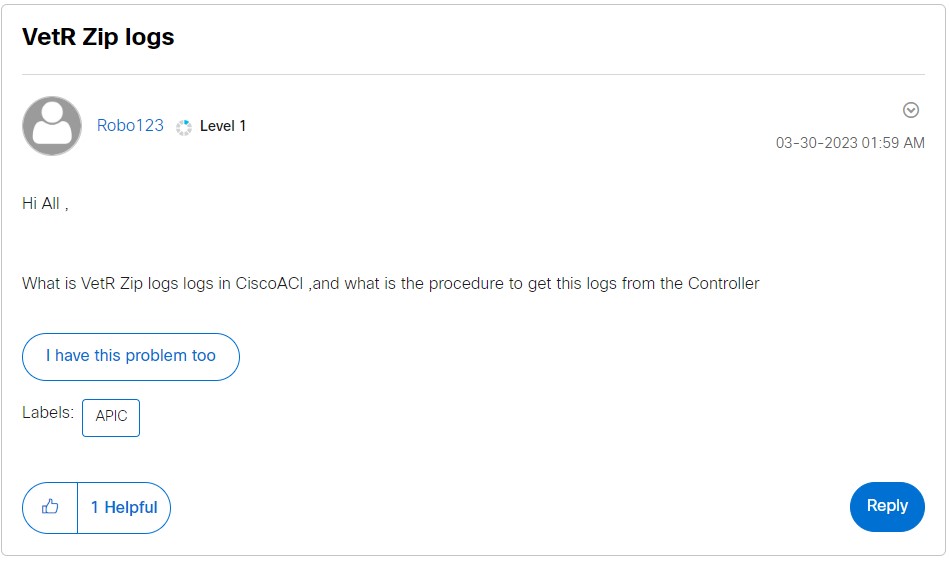 VetR Zip logs
Robo123 Level 1
03-30-2023 01:59 AM
Hi All ,
What is VetR Zip logs logs in CiscoACI ,and what is the procedure to get this logs from the Controller
I have this problem too
Labels: APIC
1 Helpful
Reply